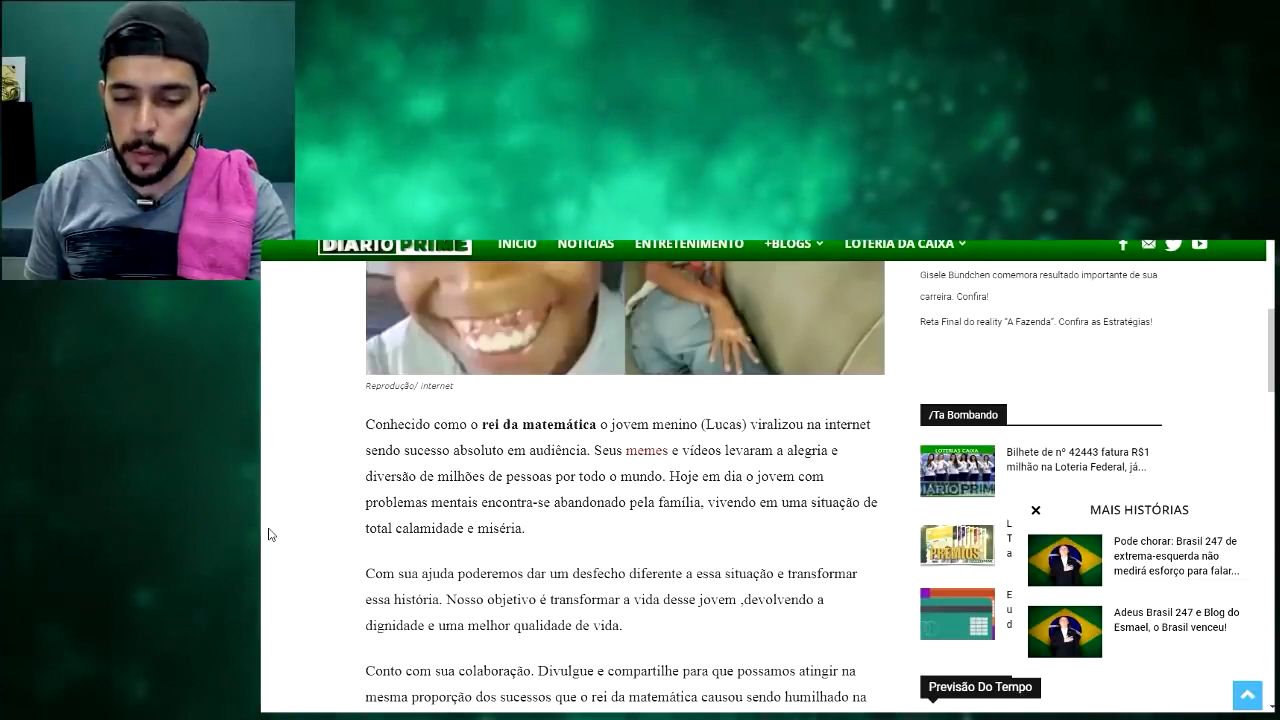 DIÁRIO PRIME
INÍCIO NOTÍCIAS ENTRETENIMENTO +BLOGS LOTERIA DA CAIXA
Reprodução/ internet
Conhecido como o rei da matemática o jovem menino (Lucas) viralizou na internet
sendo sucesso absoluto em audiência. Seus memes e vídeos levaram a alegria e
diversão de milhões de pessoas por todo o mundo. Hoje em dia o jovem com
problemas mentais encontra-se abandonado pela família, vivendo em uma situação de
total calamidade e miséria.
Com sua ajuda poderemos dar um desfecho diferente a essa situação e transformar
essa história. Nosso objetivo é transformar a vida desse jovem ,devolvendo a
dignidade e uma melhor qualidade de vida.
Conto com sua colaboração. Divulgue e compartilhe para que possamos atingir na
mesma proporção dos sucessos que o rei da matemática causou sendo humilhado na
Gisele Bündchen comemora resultado importante de sua
carreira. Confira!
Reta Final do reality “A Fazenda”. Confira as Estratégias!
/Ta Bombando
LOTERIAS CAIXA
DIÁRIO PRIM
Bilhete de nº 42443 fatura R$1
milhão na Loteria Federal, já...
PRÊMIOS
L
T
a
E
u
d
MAIS HISTÓRIAS
Pode chorar: Brasil 247 de
extrema-esquerda não
medirá esforço para falar...
Adeus Brasil 247 e Blog do
Esmael, o Brasil venceu!
Previsão Do Tempo